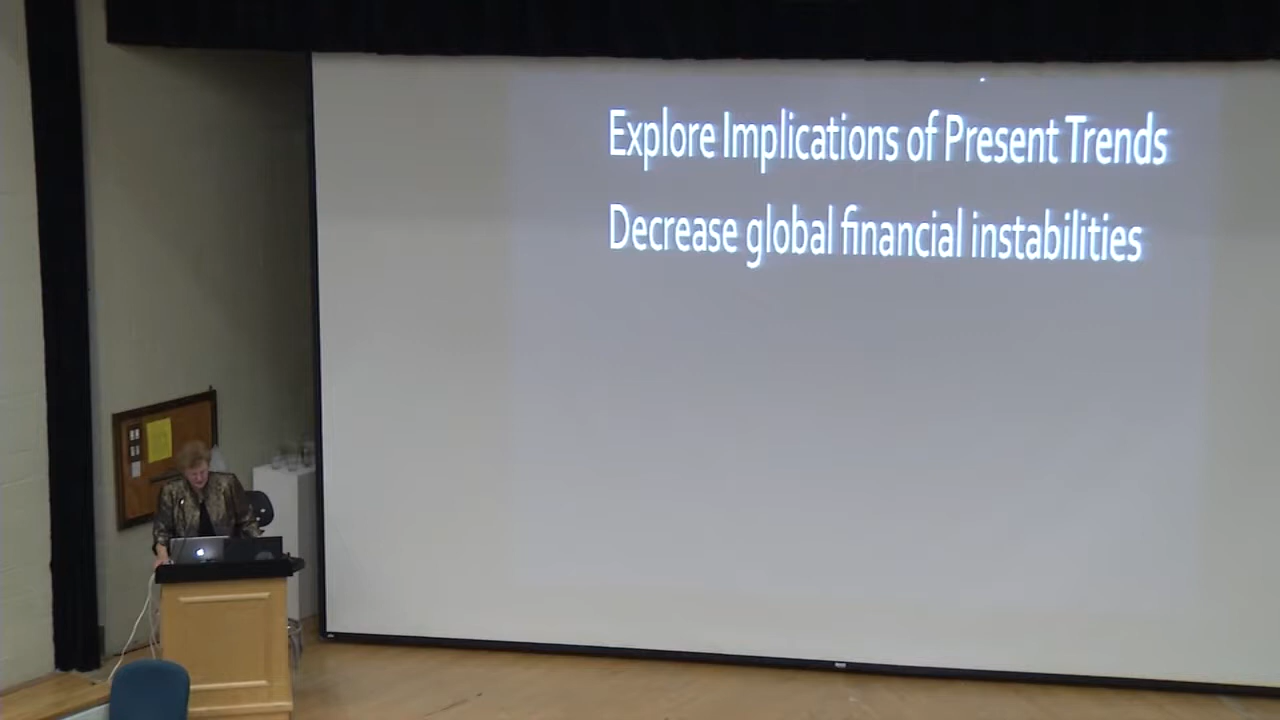 Explore Implications of Present Trends
Decrease global financial instabilities